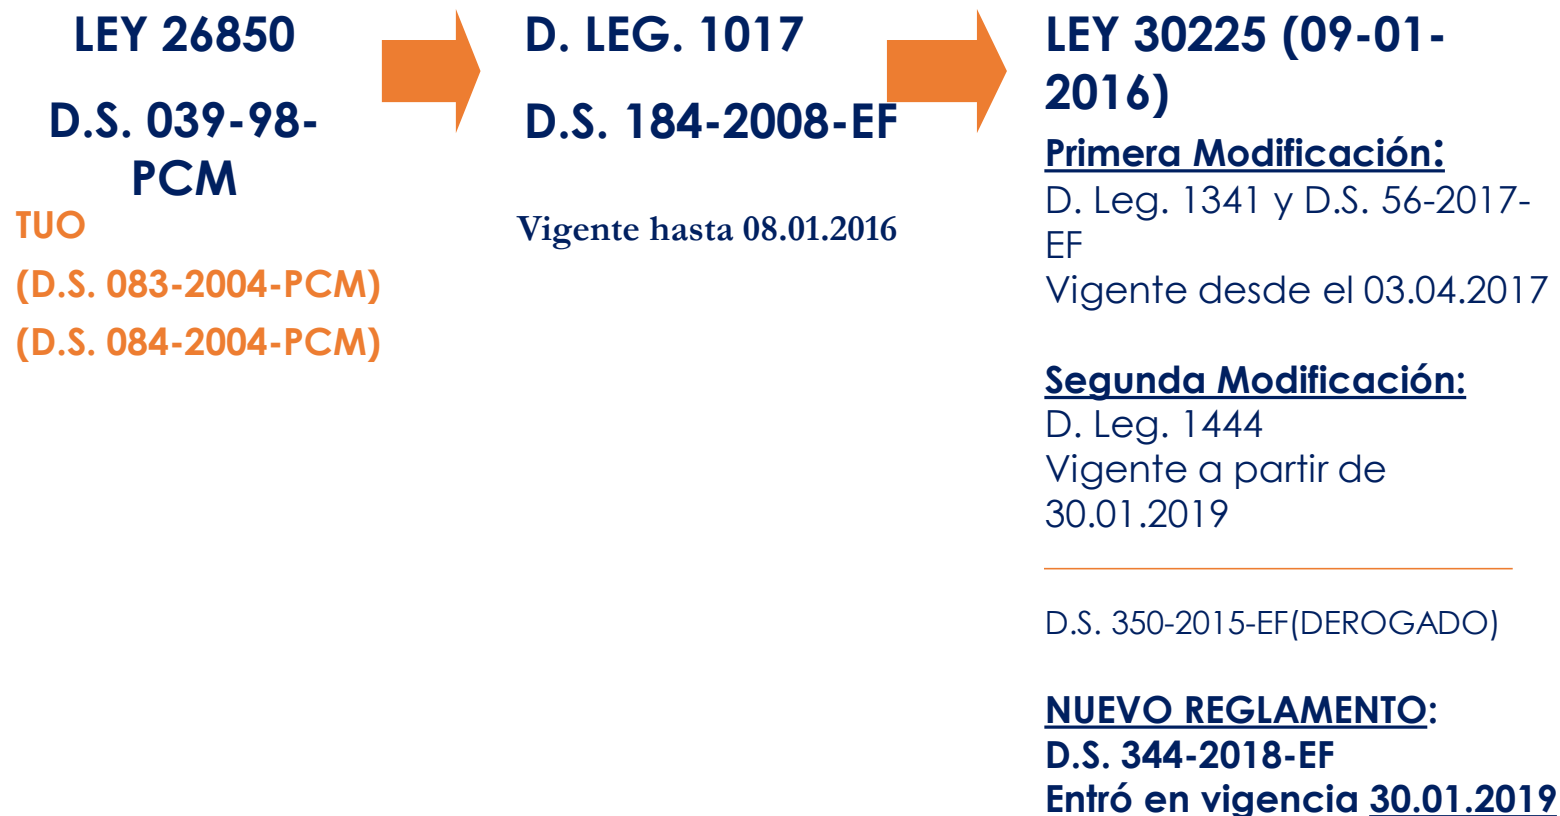 LEY 26850
D.S. 039-98-
PCM
TUO
(D.S. 083-2004-PCM)
(D.S. 084-2004-PCM)
D. LEG. 1017
D.S. 184-2008-EF
Vigente hasta 08.01.2016
LEY 30225 (09-01-
2016)
Primera Modificación:
D. Leg. 1341 y D.S. 56-2017-
EF
Vigente desde el 03.04.2017
Segunda Modificación:
D. Leg. 1444
Vigente a partir de
30.01.2019
D.S. 350-2015-EF(DEROGADO)
NUEVO REGLAMENTO:
D.S. 344-2018-EF
Entró en vigencia 30.01.2019